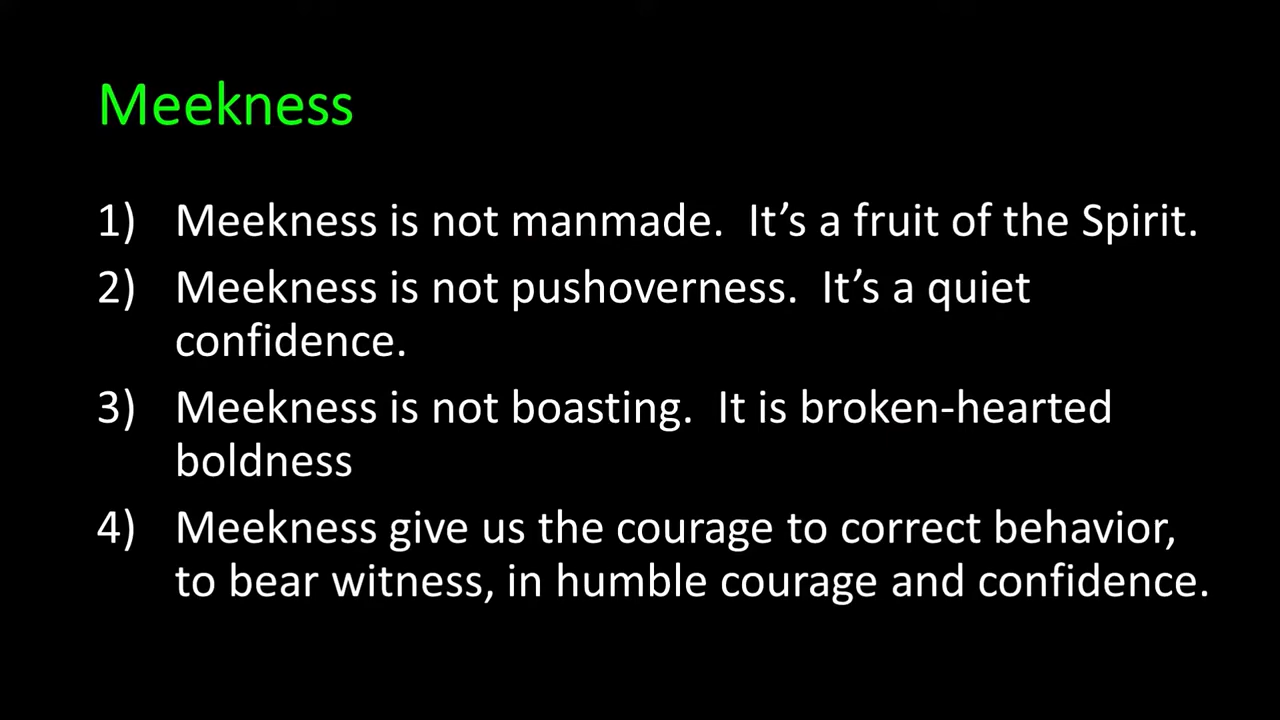 Meekness
1) Meekness is not manmade.  It’s a fruit of the Spirit.
2) Meekness is not pushoverness.  It’s a quiet
confidence.
3) Meekness is not boasting.  It is broken-hearted
boldness
4) Meekness give us the courage to correct behavior,
to bear witness, in humble courage and confidence.